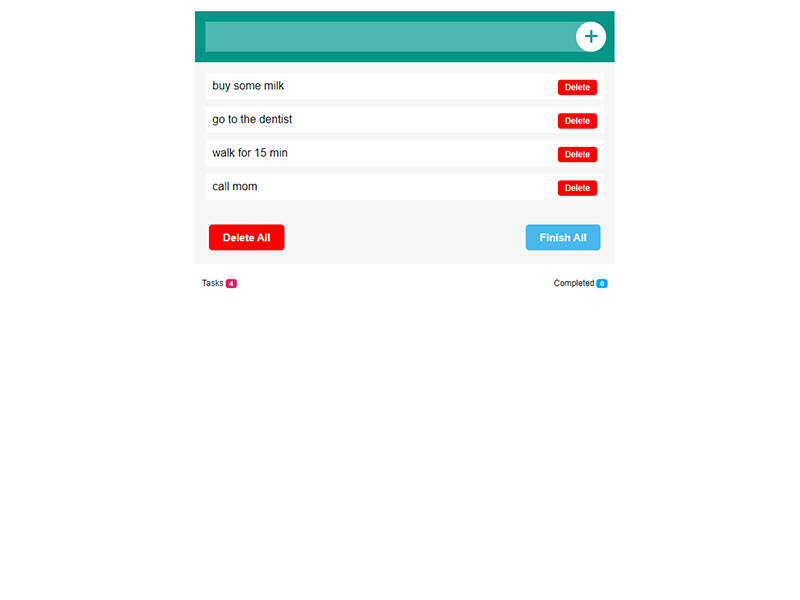 +
buy some milk Delete
go to the dentist Delete
walk for 15 min Delete
call mom Delete
Delete All Finish All
Tasks 4 Completed 0